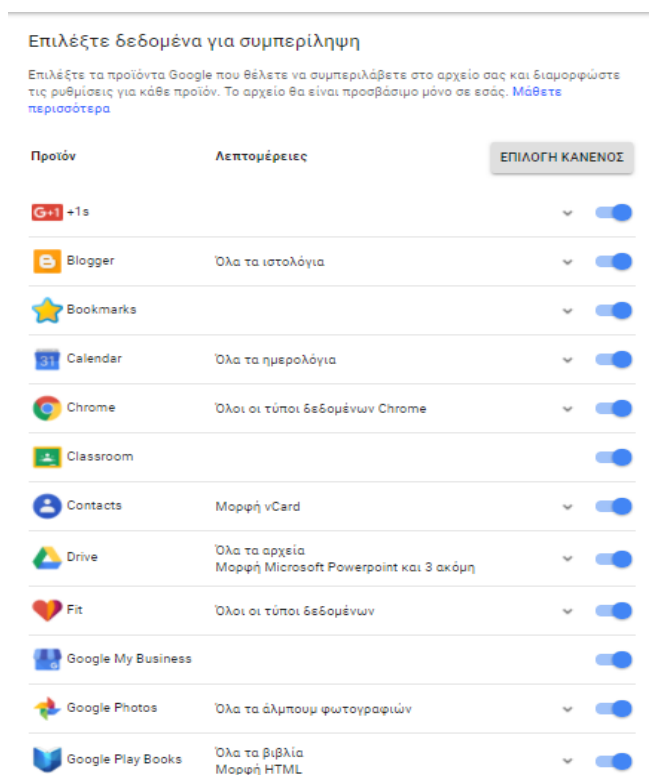 Επιλέξτε δεδομένα για συμπερίληψη
Επιλέξτε τα προϊόντα Google που θέλετε να συμπεριλάβετε στο αρχείο σας και διαμορφώστε
τις ρυθμίσεις για κάθε προϊόν. Το αρχείο θα είναι προσβάσιμο μόνο σε εσάς. Μάθετε
περισσότερα
Προϊόν Λεπτομέρειες ΕΠΙΛΟΓΗ ΚΑΝΕΝΟΣ
G+1 +1s
Blogger Όλα τα ιστολόγια
Bookmarks
31 Calendar Όλα τα ημερολόγια
Chrome Όλοι οι τύποι δεδομένων Chrome
Classroom
Contacts Μορφή vCard
Drive Όλα τα αρχεία
Μορφή Microsoft Powerpoint και 3 ακόμη
Fit Όλοι οι τύποι δεδομένων
Google My Business
Google Photos Όλα τα άλμπουμ φωτογραφιών
Google Play Books Όλα τα βιβλία
Μορφή HTML